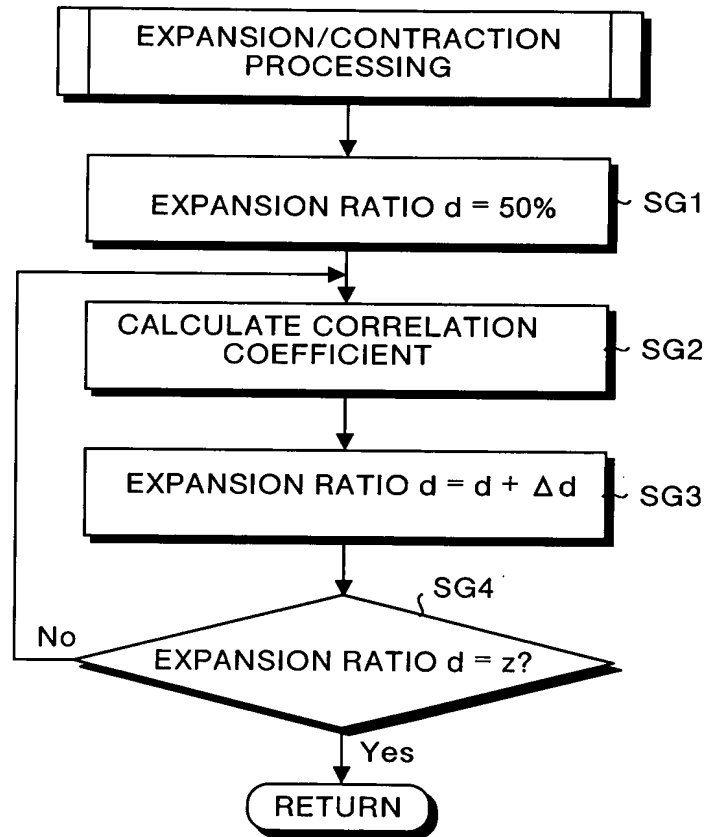 EXPANSION/CONTRACTION
PROCESSING
EXPANSION RATIO d = 50%
SG1
CALCULATE CORRELATION
COEFFICIENT
SG2
EXPANSION RATIO d = d + Δd
SG3
SG4
No
EXPANSION RATIO d = z?
Yes
RETURN